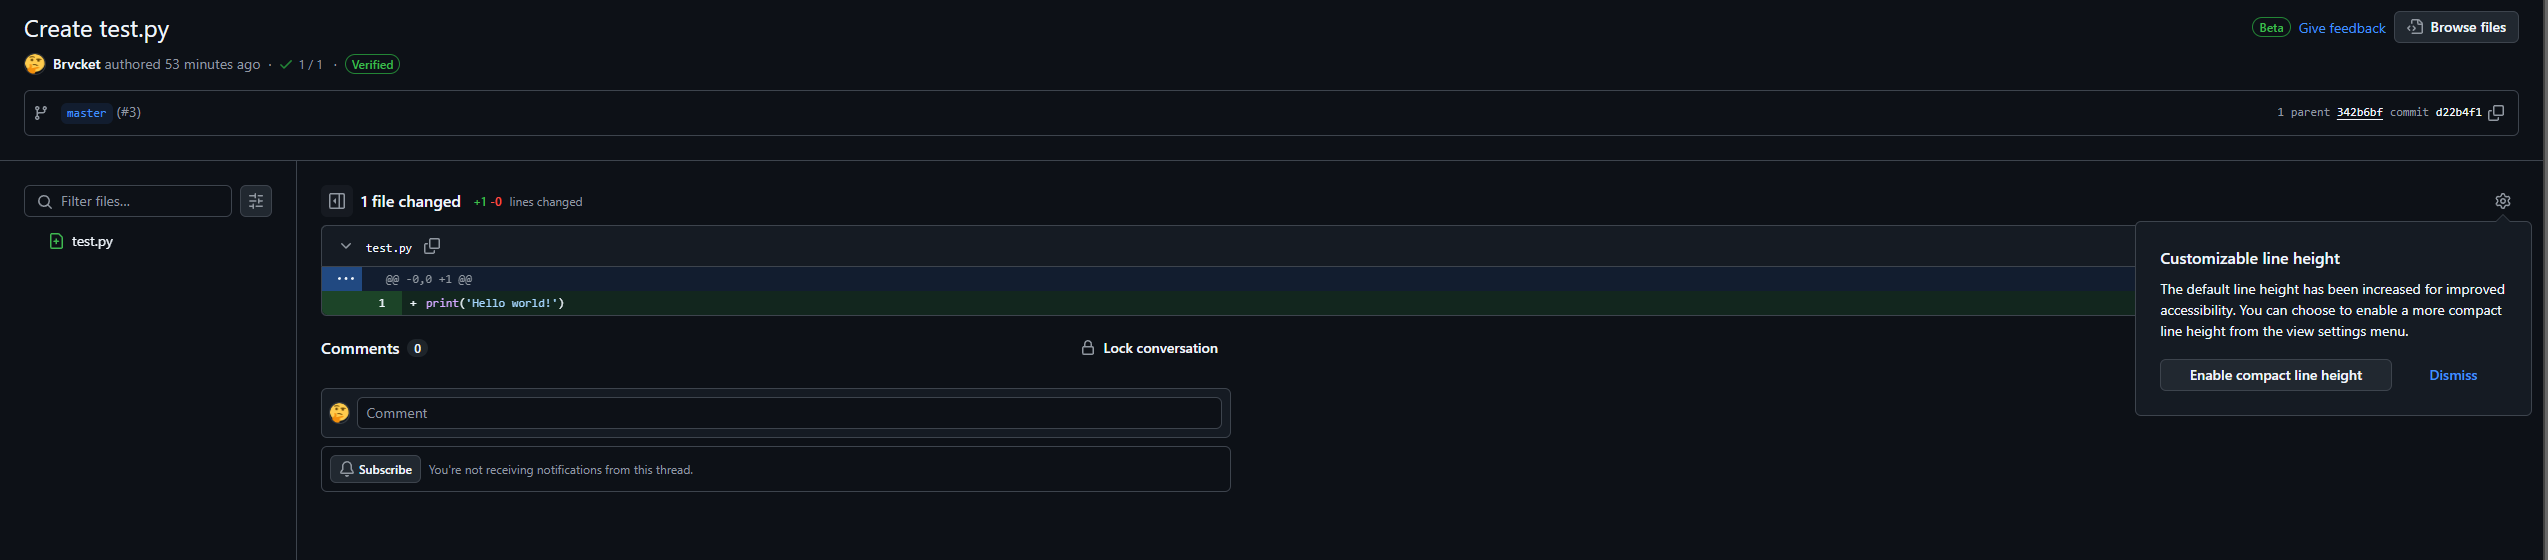 Create test.py
Beta Give feedback Browse files
Brvcket authored 53 minutes ago · 1 / 1 · Verified
master (#3)
1 parent 342b6bf commit d22b4f1
Filter files...
test.py
1 file changed +1 -0 lines changed
test.py
@@ -0,0 +1 @@
1 + print('Hello world!')
Customizable line height
The default line height has been increased for improved
accessibility. You can choose to enable a more compact
line height from the view settings menu.
Enable compact line height Dismiss
Comments 0 Lock conversation
Comment
Subscribe You're not receiving notifications from this thread.